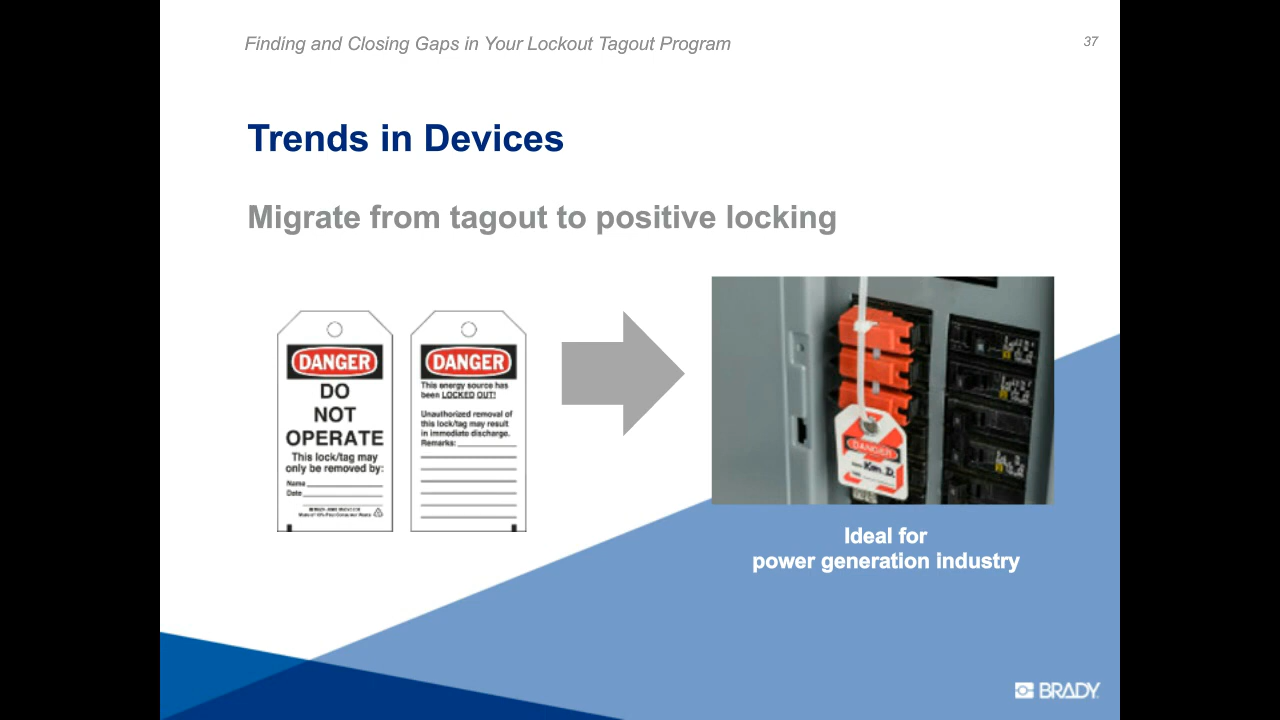 Finding and Closing Gaps in Your Lockout Tagout Program
37
Trends in Devices
Migrate from tagout to positive locking
DANGER
DO
NOT
OPERATE
This lock/tag may
only be removed by:
Name
Date
DANGER
This energy source has
been LOCKED OUT!
Unauthorized removal of
this lock/tag may result
in immediate discharge.
Remarks:
DANGER
Ken D.
Ideal for
power generation industry
BRADY